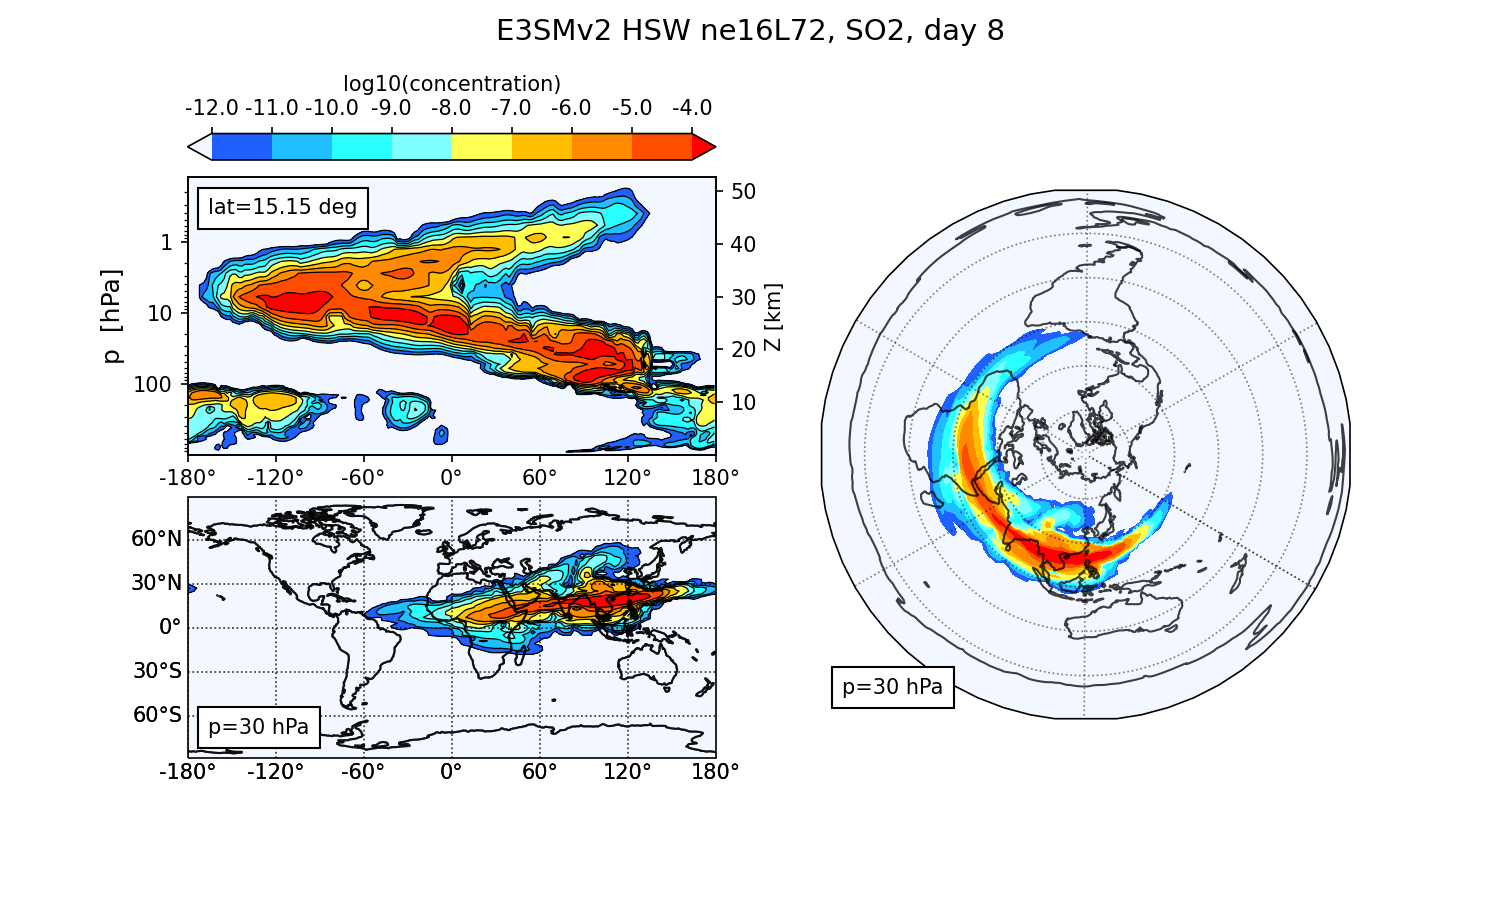 E3SMv2 HSW ne16L72, SO2, day 8
log10(concentration)
-12.0 -11.0 -10.0 -9.0 -8.0 -7.0 -6.0 -5.0 -4.0
lat=15.15 deg
p [hPa]
1
10
100
50
40
30
20
10
Z [km]
-180° -120° -60° 0° 60° 120° 180°
60°N
30°N
0°
30°S
60°S
p=30 hPa
-180° -120° -60° 0° 60° 120° 180°
p=30 hPa